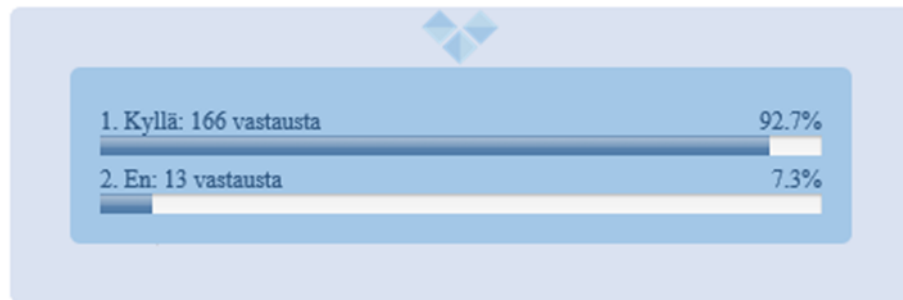 1. Kyllä: 166 vastausta 92.7%
2. En: 13 vastausta 7.3%